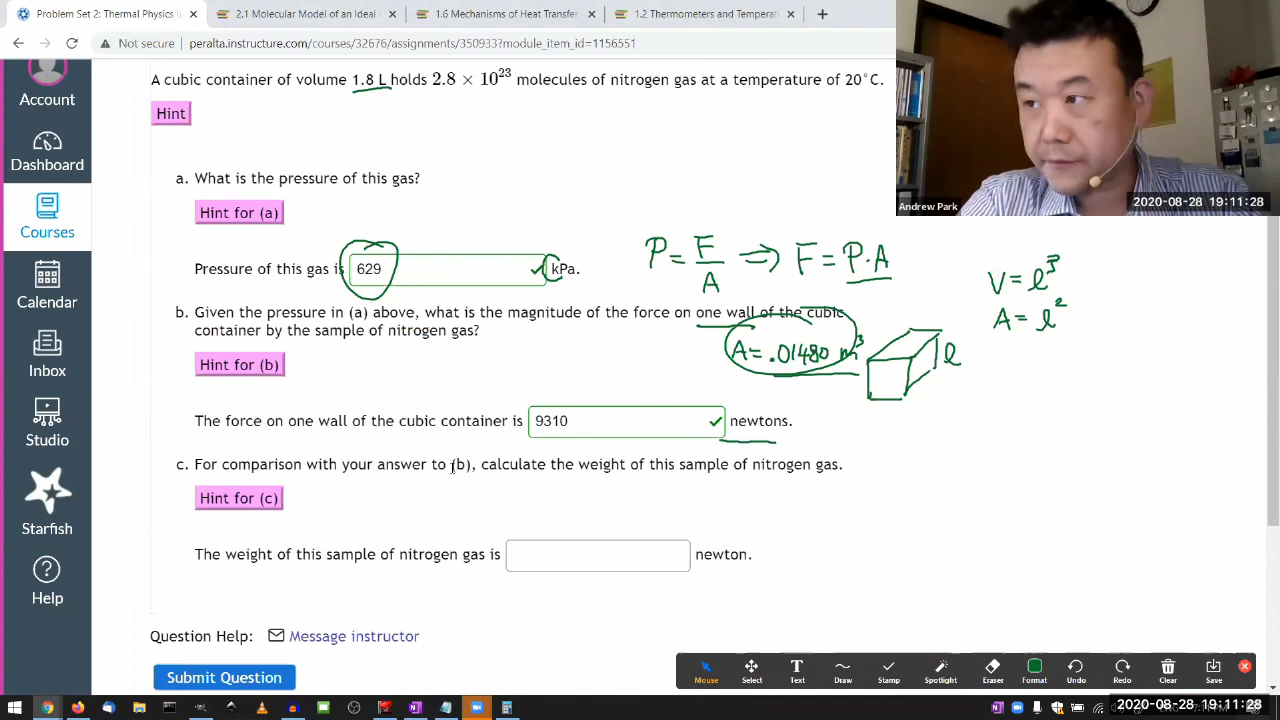 Problem Set 2: Thermal Physics I
2.1 Model of Molecular of an Ideal
1.6 Mechanisms of Heat Transfer
1.2 Thermometers and Temperat
Not secure
peralta.instructure.com/courses/32676/assignments/350933?module_item_id=1156551
Account
Dashboard
Courses
Calendar
Inbox
Studio
Starfish
Help
A cubic container of volume 1.8 L holds 2.8 × 10^23 molecules of nitrogen gas at a temperature of 20°C.
Hint
a. What is the pressure of this gas?
Hint for (a)
Pressure of this gas is 629 kPa.
P = F/A ⇒ F = P·A
V = l^3
A = l^2
b. Given the pressure in (a) above, what is the magnitude of the force on one wall of the cubic
container by the sample of nitrogen gas?
A = .01480 m^3
l
Hint for (b)
The force on one wall of the cubic container is 9310 newtons.
c. For comparison with your answer to (b), calculate the weight of this sample of nitrogen gas.
Hint for (c)
The weight of this sample of nitrogen gas is newton.
Question Help: Message instructor
Submit Question
Mouse
Select
Text
Draw
Stamp
Spotlight
Eraser
Format
Undo
Redo
Clear
Save
Andrew Park
2020-08-28 19:11:28
2020-08-28 19:11:28